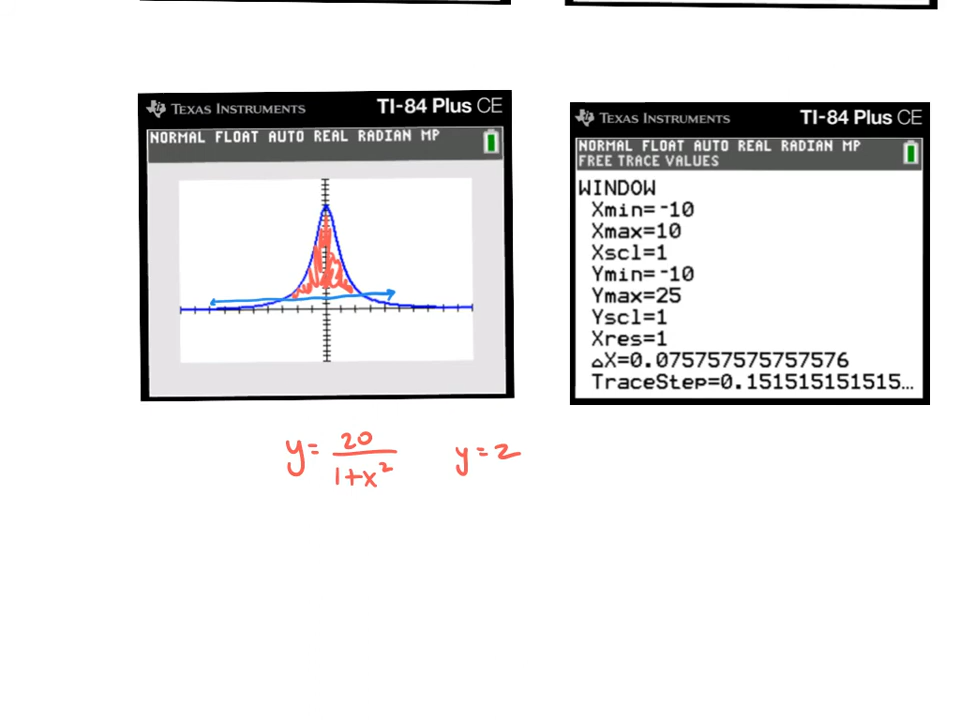 TEXAS INSTRUMENTS TI-84 Plus CE
NORMAL FLOAT AUTO REAL RADIAN MP
TEXAS INSTRUMENTS TI-84 Plus CE
NORMAL FLOAT AUTO REAL RADIAN MP
FREE TRACE VALUES
WINDOW
Xmin=-10
Xmax=10
Xscl=1
Ymin=-10
Ymax=25
Yscl=1
Xres=1
△X=0.0757575757575​76
TraceStep=0.151515151515...
y = 20/(1+x²) y = 2